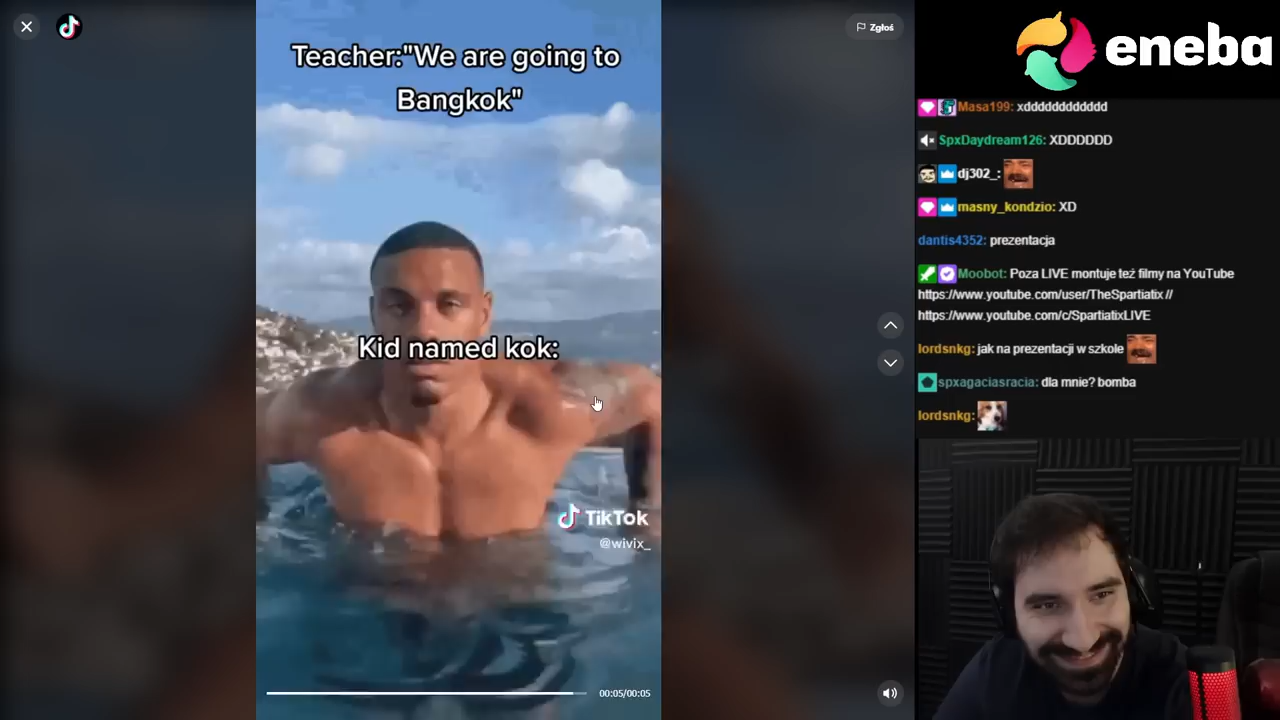 Teacher:"We are going to
Bangkok"
Kid named kok:
TikTok
@wivix_
00:05/00:05
Zgłoś
eneba
Masa199: xdddddddddddd
SpxDaydream126: XDDDDDD
dj302_:
masny_kondzio: XD
dantis4352: prezentacja
Moobot: Poza LIVE montuje też filmy na YouTube
https://www.youtube.com/user/TheSpartiatix //
https://www.youtube.com/c/SpartiatixLIVE
lordsnkg: jak na prezentacji w szkole
spxagaciasracia: dla mnie? bomba
lordsnkg: